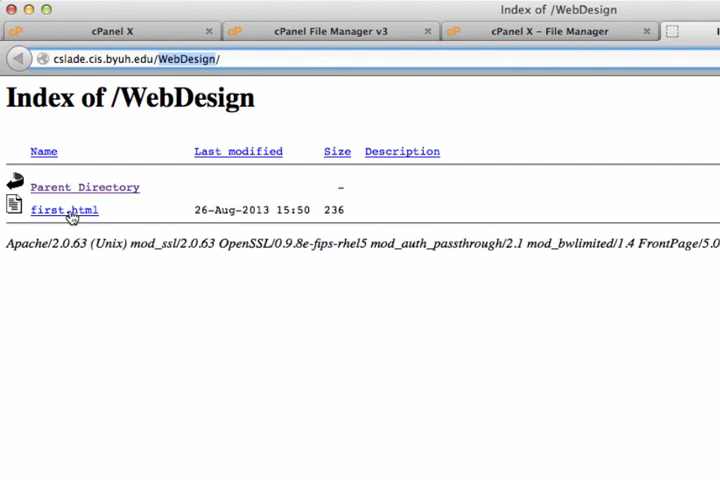 Index of /WebDesign
cP cPanel X × cP cPanel File Manager v3 × cP cPanel X – File Manager ×
cslade.cis.byuh.edu/WebDesign/
Index of /WebDesign
Name Last modified Size Description
Parent Directory -
first.html 26-Aug-2013 15:50 236
Apache/2.0.63 (Unix) mod_ssl/2.0.63 OpenSSL/0.9.8e-fips-rhel5 mod_auth_passthrough/2.1 mod_bwlimited/1.4 FrontPage/5.0